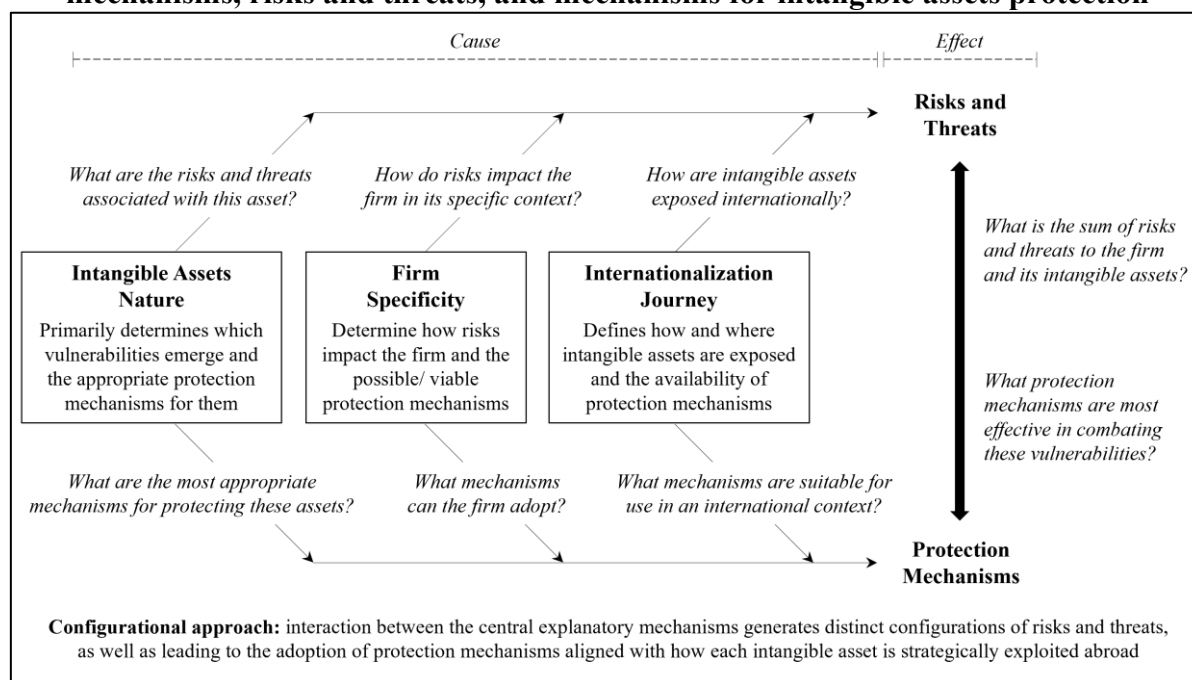 mechanisms, risks and threats, and mechanisms for intangible assets protection
Cause
Effect
Risks and
Threats
What are the risks and threats
associated with this asset?
How do risks impact the
firm in its specific context?
How are intangible assets
exposed internationally?
What is the sum of risks
and threats to the firm
and its intangible assets?
Intangible Assets
Nature
Primarily determines which
vulnerabilities emerge and
the appropriate protection
mechanisms for them
Firm
Specificity
Determine how risks
impact the firm and the
possible/ viable
protection mechanisms
Internationalization
Journey
Defines how and where
intangible assets are exposed
and the availability of
protection mechanisms
What protection
mechanisms are most
effective in combating
these vulnerabilities?
What are the most appropriate
mechanisms for protecting these assets?
What mechanisms
can the firm adopt?
What mechanisms are suitable for
use in an international context?
Protection
Mechanisms
Configurational approach: interaction between the central explanatory mechanisms generates distinct configurations of risks and threats,
as well as leading to the adoption of protection mechanisms aligned with how each intangible asset is strategically exploited abroad